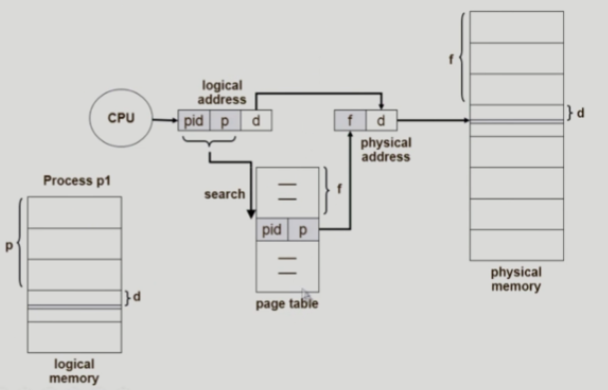 logical
address
CPU
pid p d
f d
physical
address
f
d
Process p1
search
f
pid p
p
d
page table
physical
memory
logical
memory